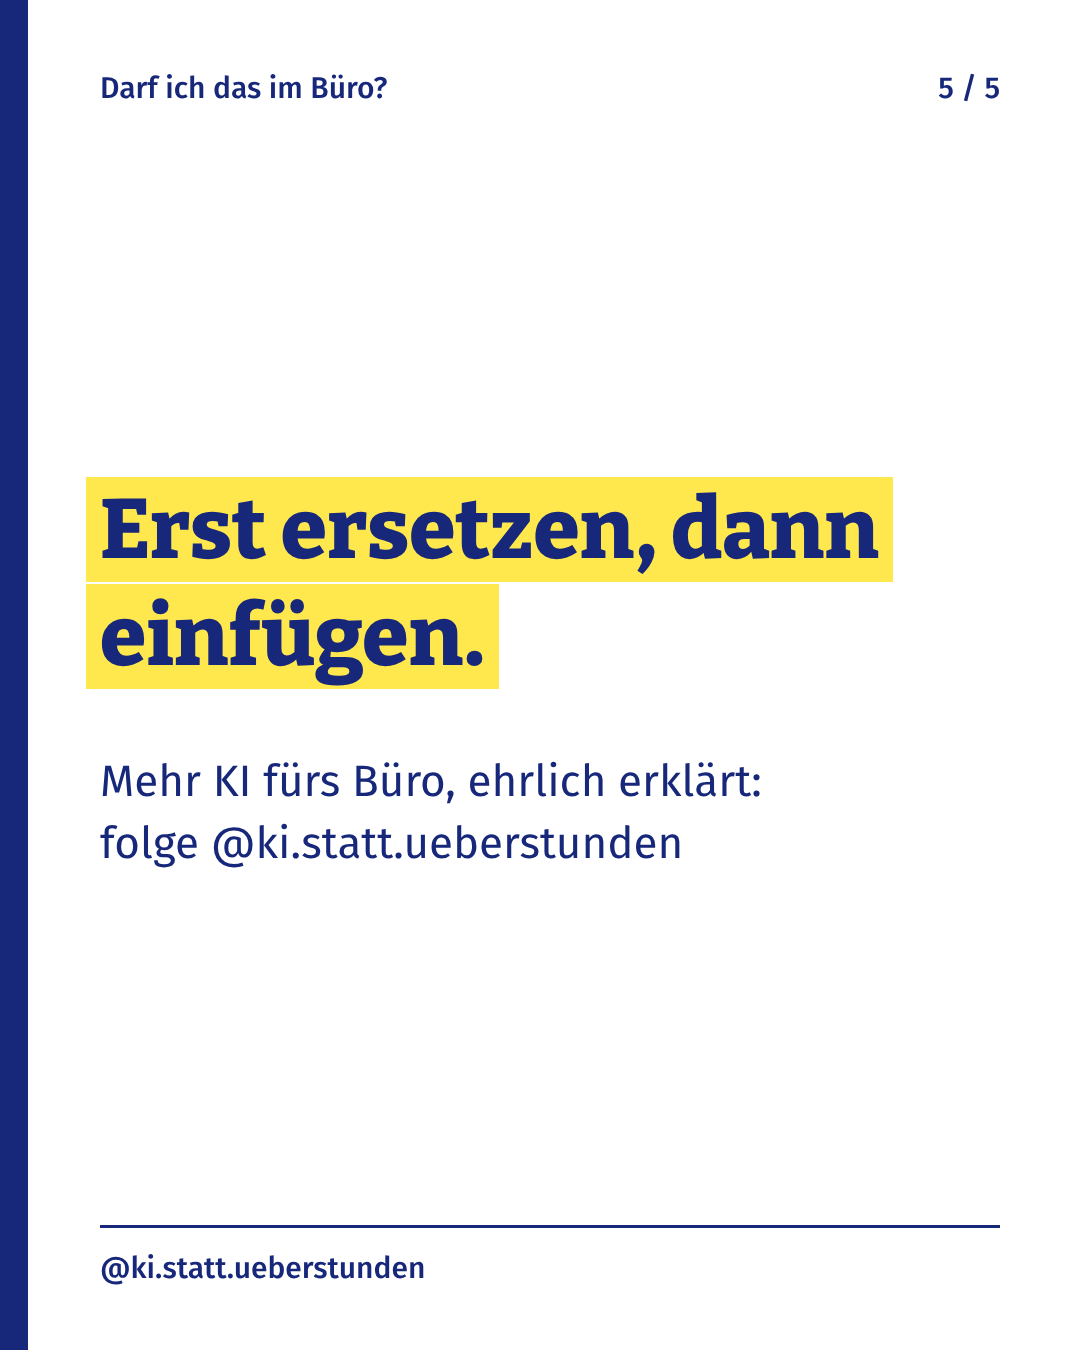 Darf ich das im Büro?
5 / 5
Erst ersetzen, dann
einfügen.
Mehr KI fürs Büro, ehrlich erklärt:
folge @ki.statt.ueberstunden
@ki.statt.ueberstunden